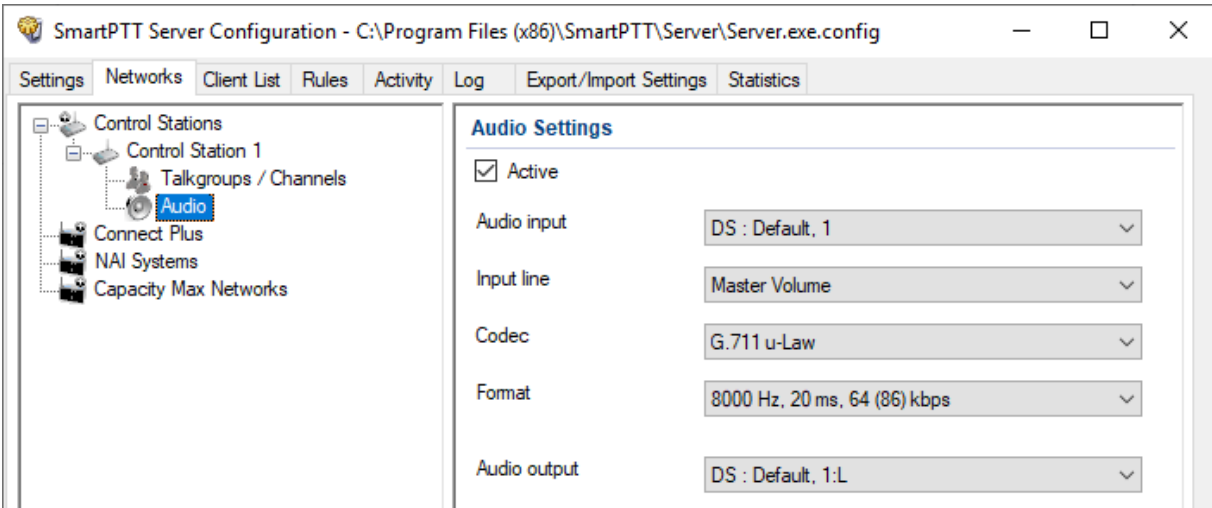 SmartPTT Server Configuration - C:\Program Files (x86)\SmartPTT\Server\Server.exe.config
Settings Networks Client List Rules Activity Log Export/Import Settings Statistics
Control Stations
Control Station 1
Talkgroups / Channels
Audio
Connect Plus
NAI Systems
Capacity Max Networks
Audio Settings
Active
Audio input DS : Default, 1
Input line Master Volume
Codec G.711 u-Law
Format 8000 Hz, 20 ms, 64 (86) kbps
Audio output DS : Default, 1:L